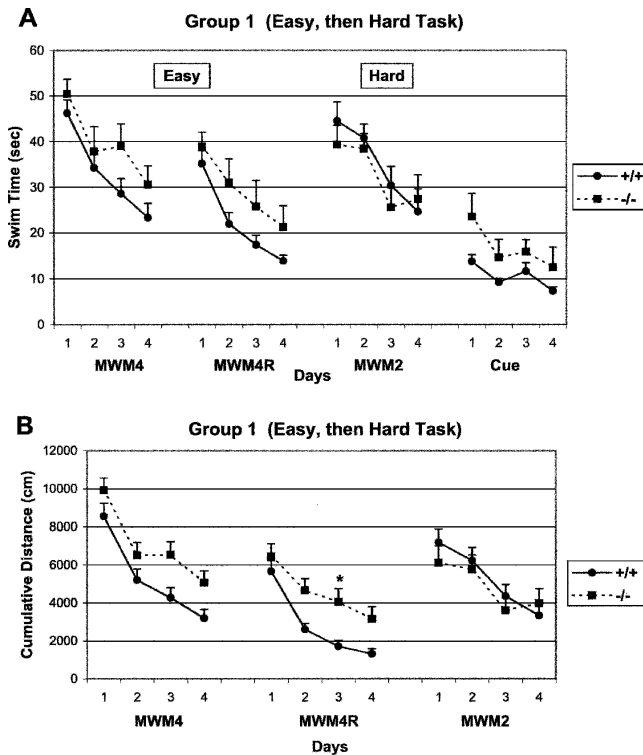 A
Group 1 (Easy, then Hard Task)
60
50
40
30
20
10
0
Swim Time (sec)
Easy
Hard
+/+
-/-
1 2 3 4 1 2 3 4 1 2 3 4 1 2 3 4
MWM4 MWM4R MWM2 Cue
Days
B
Group 1 (Easy, then Hard Task)
12000
10000
8000
6000
4000
2000
0
Cumulative Distance (cm)
*
+/+
-/-
1 2 3 4 1 2 3 4 1 2 3 4
MWM4 MWM4R MWM2
Days